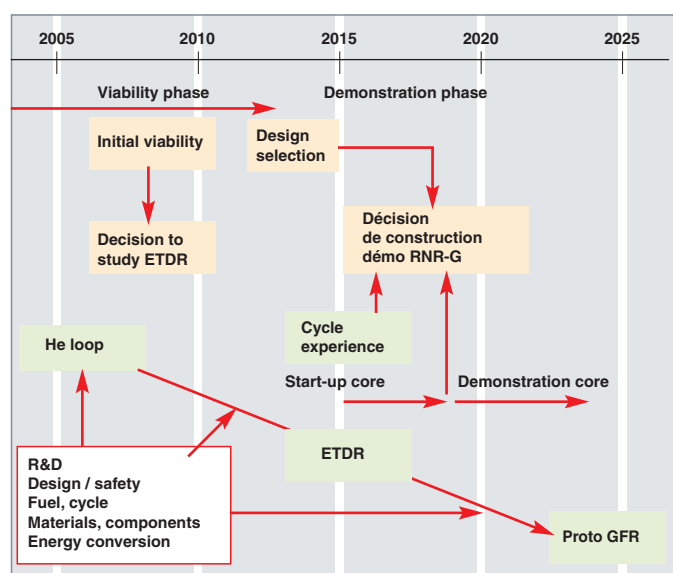 2005 2010 2015 2020 2025
Viability phase Demonstration phase
Initial viability
Design
selection
Decision to
study ETDR
Décision
de construction
démo RNR-G
He loop
Cycle
experience
Start-up core Demonstration core
R&D
Design / safety
Fuel, cycle
Materials, components
Energy conversion
ETDR
Proto GFR